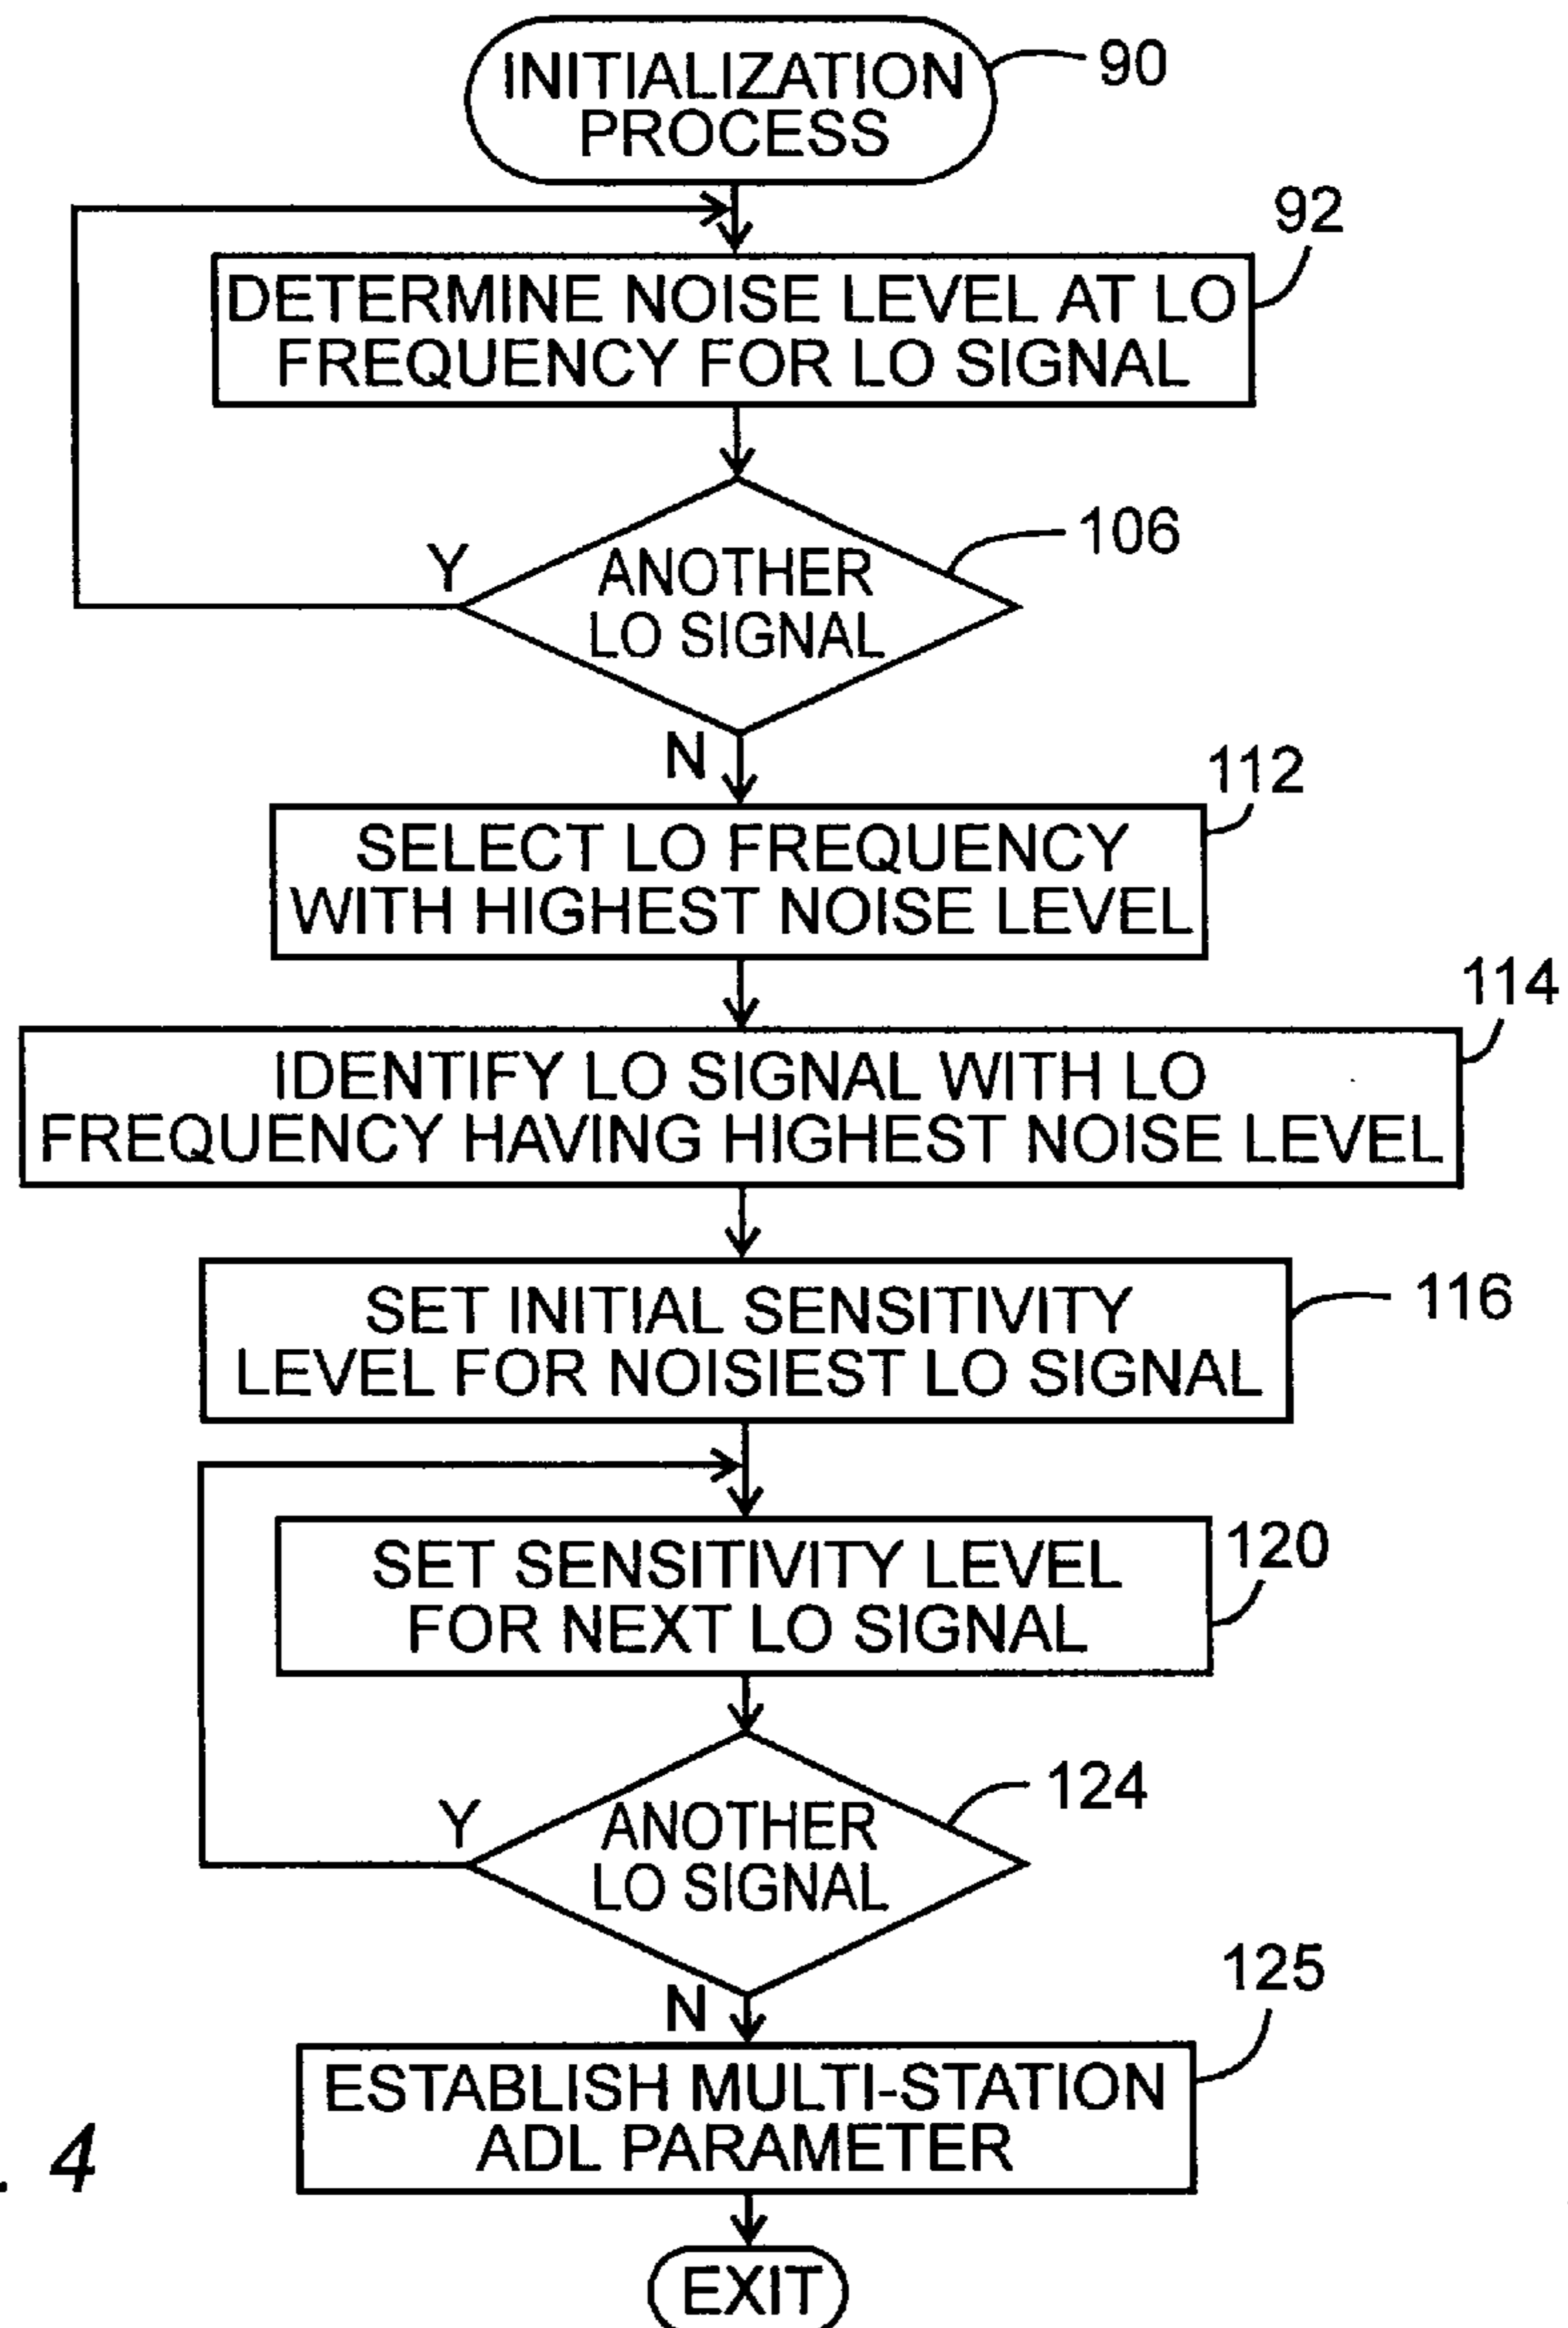 INITIALIZATION
PROCESS
90
92
DETERMINE NOISE LEVEL AT LO
FREQUENCY FOR LO SIGNAL
106
Y
ANOTHER
LO SIGNAL
N
112
SELECT LO FREQUENCY
WITH HIGHEST NOISE LEVEL
114
IDENTIFY LO SIGNAL WITH LO
FREQUENCY HAVING HIGHEST NOISE LEVEL
116
SET INITIAL SENSITIVITY
LEVEL FOR NOISIEST LO SIGNAL
120
SET SENSITIVITY LEVEL
FOR NEXT LO SIGNAL
124
Y
ANOTHER
LO SIGNAL
N
125
ESTABLISH MULTI-STATION
ADL PARAMETER
. 4
EXIT